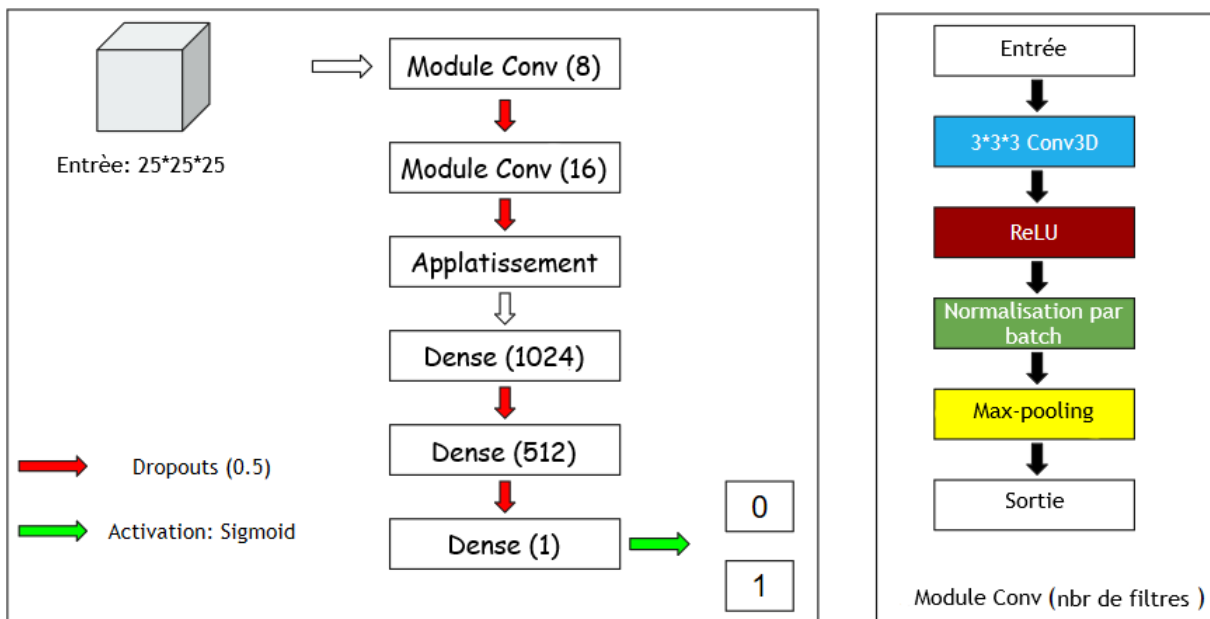 Module Conv (8)
Entrèe: 25*25*25
Module Conv (16)
Applatissement
Dense (1024)
Dense (512)
Dropouts (0.5)
Activation: Sigmoid
Dense (1)
0
1
Entrée
3*3*3 Conv3D
ReLU
Normalisation par
batch
Max-pooling
Sortie
Module Conv (nbr de filtres)